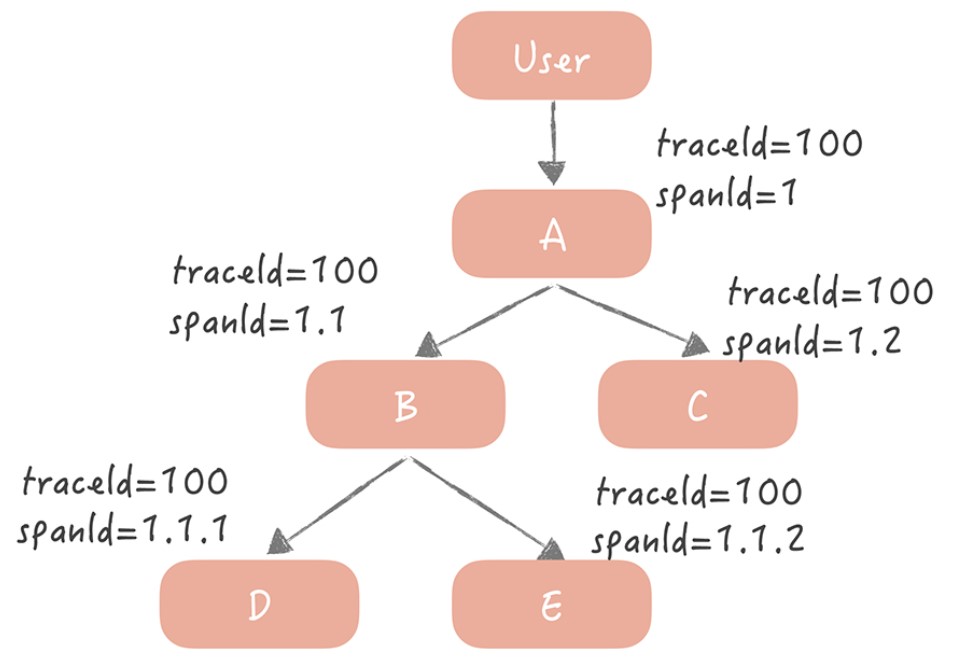 User
traceId=100
spanId=1
A
traceId=100
spanId=1.1
traceId=100
spanId=1.2
B
C
traceId=100
spanId=1.1.1
traceId=100
spanId=1.1.2
D
E